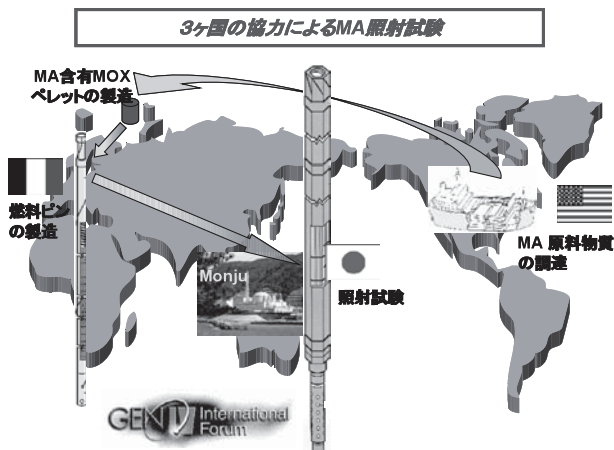 3ヶ国の協力によるMA照射試験
MA含有MOX
ペレットの製造
燃料ピン
の製造
Monju
照射試験
MA 原料物質
の調達
GEN IV International
Forum